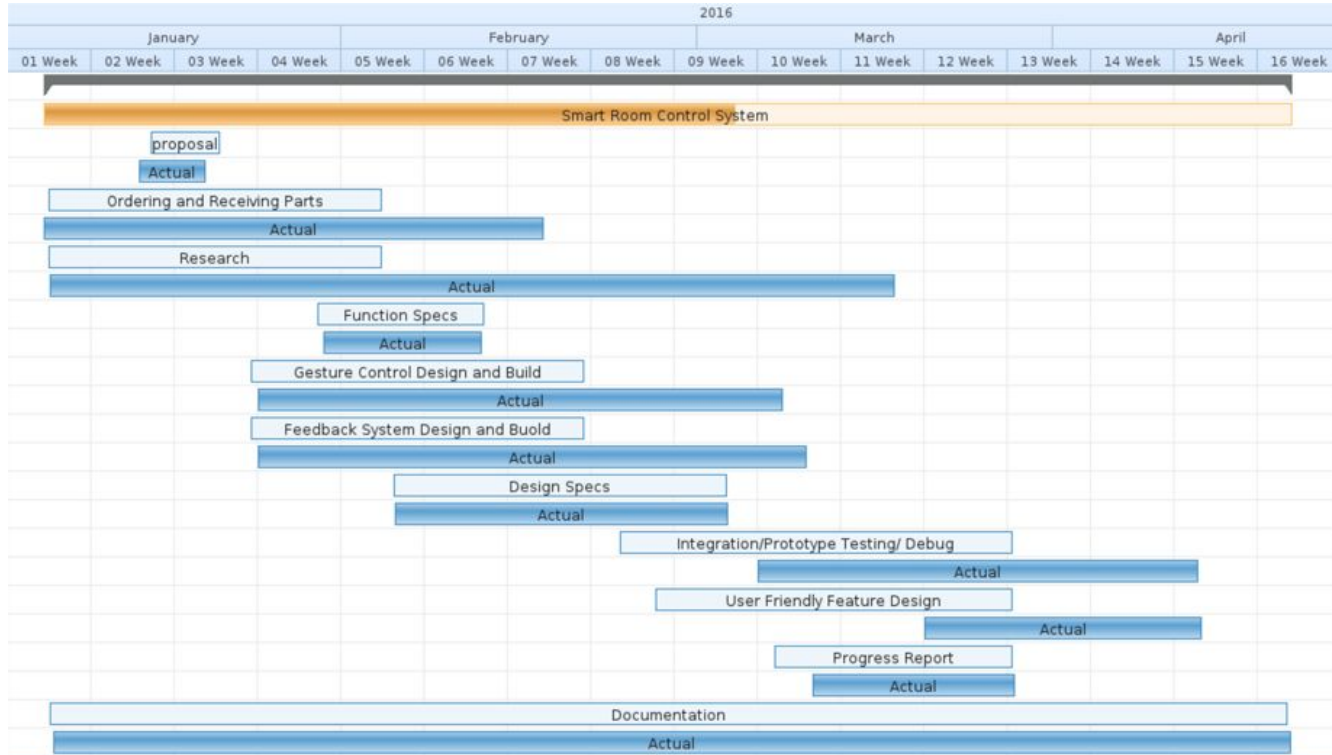 2016
January February March April
01 Week 02 Week 03 Week 04 Week 05 Week 06 Week 07 Week 08 Week 09 Week 10 Week 11 Week 12 Week 13 Week 14 Week 15 Week 16 Week
Smart Room Control System
proposal
Actual
Ordering and Receiving Parts
Actual
Research
Actual
Function Specs
Actual
Gesture Control Design and Build
Actual
Feedback System Design and Buold
Actual
Design Specs
Actual
Integration/Prototype Testing/ Debug
Actual
User Friendly Feature Design
Actual
Progress Report
Actual
Documentation
Actual